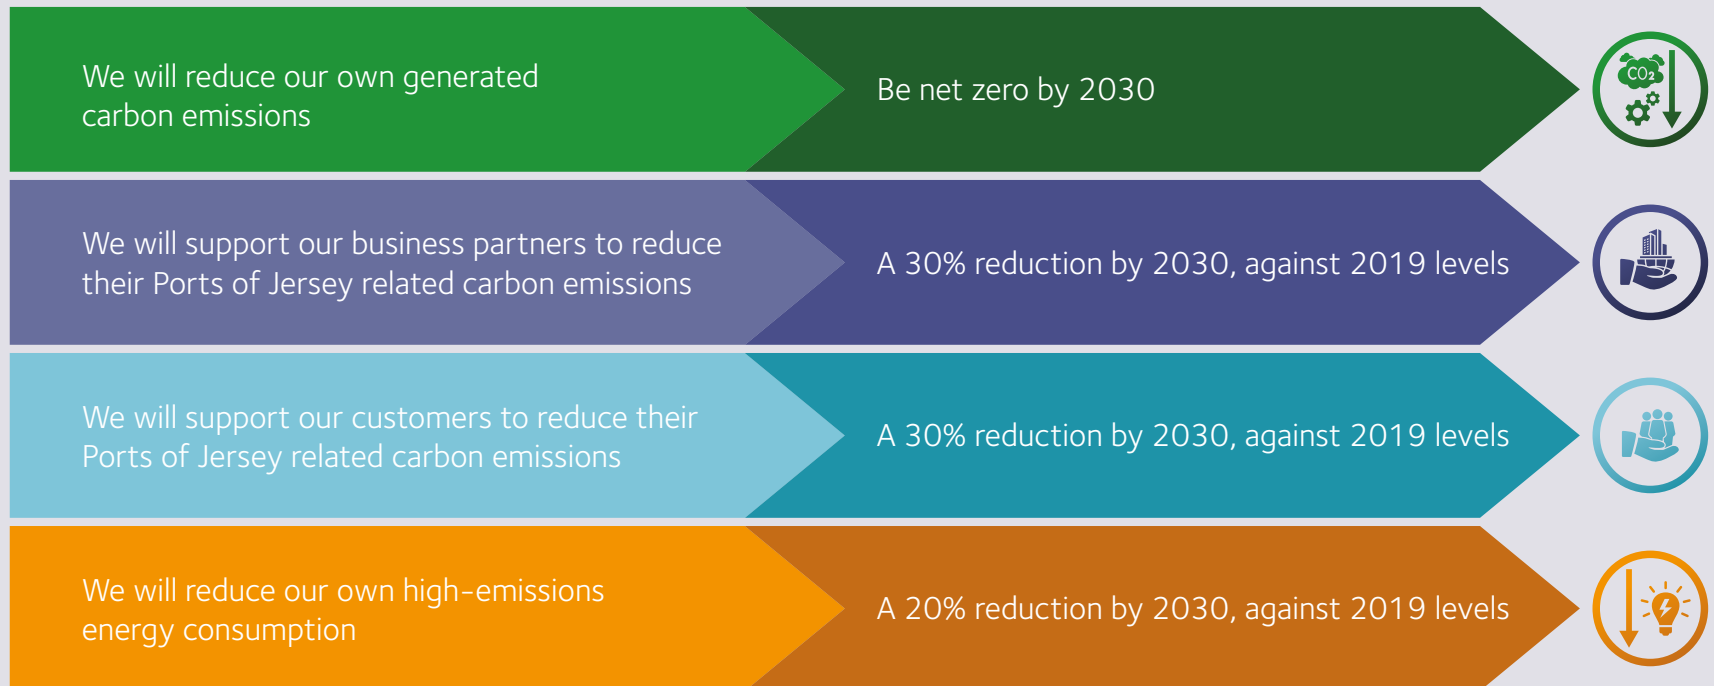 We will reduce our own generated
carbon emissions
Be net zero by 2030
CO₂
We will support our business partners to reduce
their Ports of Jersey related carbon emissions
A 30% reduction by 2030, against 2019 levels
We will support our customers to reduce their
Ports of Jersey related carbon emissions
A 30% reduction by 2030, against 2019 levels
We will reduce our own high-emissions
energy consumption
A 20% reduction by 2030, against 2019 levels